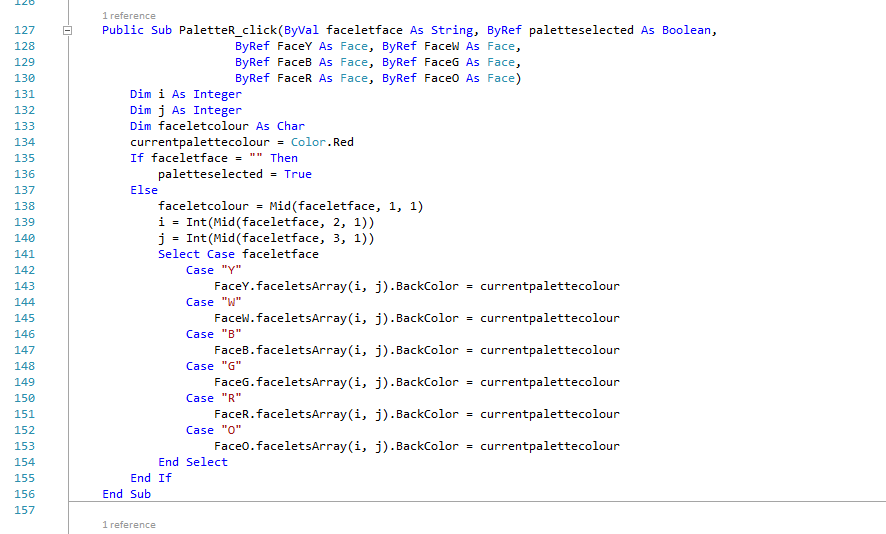 126
1 reference
127 Public Sub PaletteR_click(ByVal faceletface As String, ByRef paletteselected As Boolean,
128 ByRef FaceY As Face, ByRef FaceW As Face,
129 ByRef FaceB As Face, ByRef FaceG As Face,
130 ByRef FaceR As Face, ByRef FaceO As Face)
131 Dim i As Integer
132 Dim j As Integer
133 Dim faceletcolour As Char
134 currentpalettecolour = Color.Red
135 If faceletface = "" Then
136 paletteselected = True
137 Else
138 faceletcolour = Mid(faceletface, 1, 1)
139 i = Int(Mid(faceletface, 2, 1))
140 j = Int(Mid(faceletface, 3, 1))
141 Select Case faceletface
142 Case "Y"
143 FaceY.faceletsArray(i, j).BackColor = currentpalettecolour
144 Case "W"
145 FaceW.faceletsArray(i, j).BackColor = currentpalettecolour
146 Case "B"
147 FaceB.faceletsArray(i, j).BackColor = currentpalettecolour
148 Case "G"
149 FaceG.faceletsArray(i, j).BackColor = currentpalettecolour
150 Case "R"
151 FaceR.faceletsArray(i, j).BackColor = currentpalettecolour
152 Case "O"
153 FaceO.faceletsArray(i, j).BackColor = currentpalettecolour
154 End Select
155 End If
156 End Sub
157
1 reference